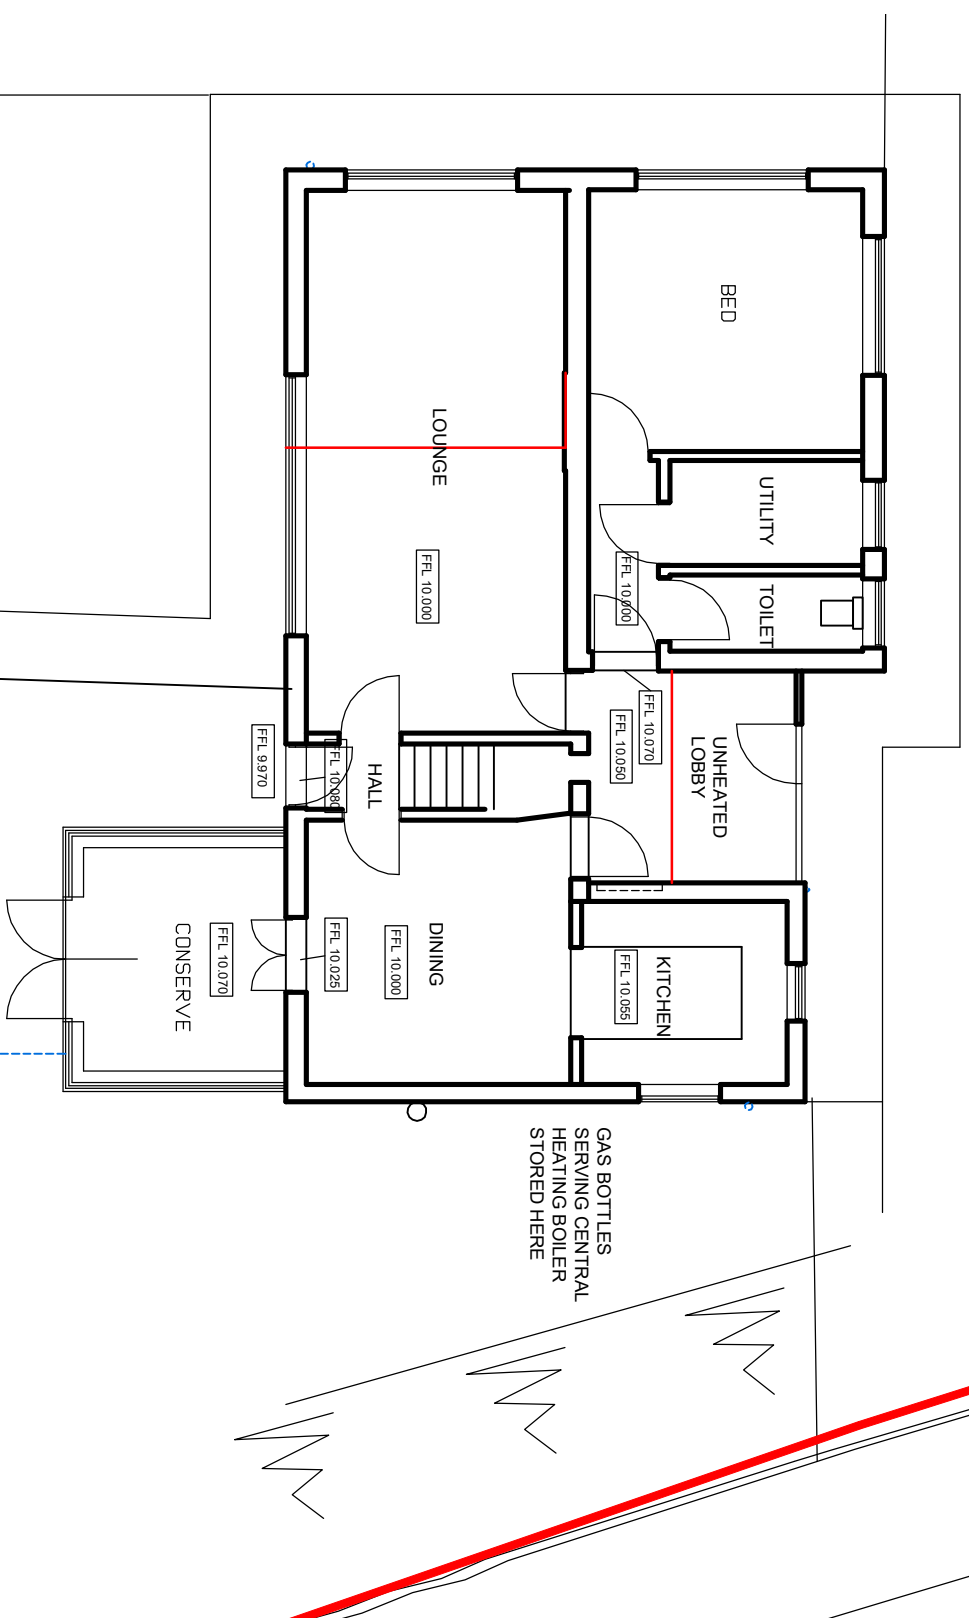 BED
UTILITY
TOILET
LOUNGE
FFL 10.000
FFL 10.000
FFL 10.070
FFL 10.050
UNHEATED
LOBBY
FFL 9.970
FFL 10.080
HALL
DINING
FFL 10.000
FFL 10.025
FFL 10.070
CONSERVE
KITCHEN
FFL 10.055
GAS BOTTLES
SERVING CENTRAL
HEATING BOILER
STORED HERE